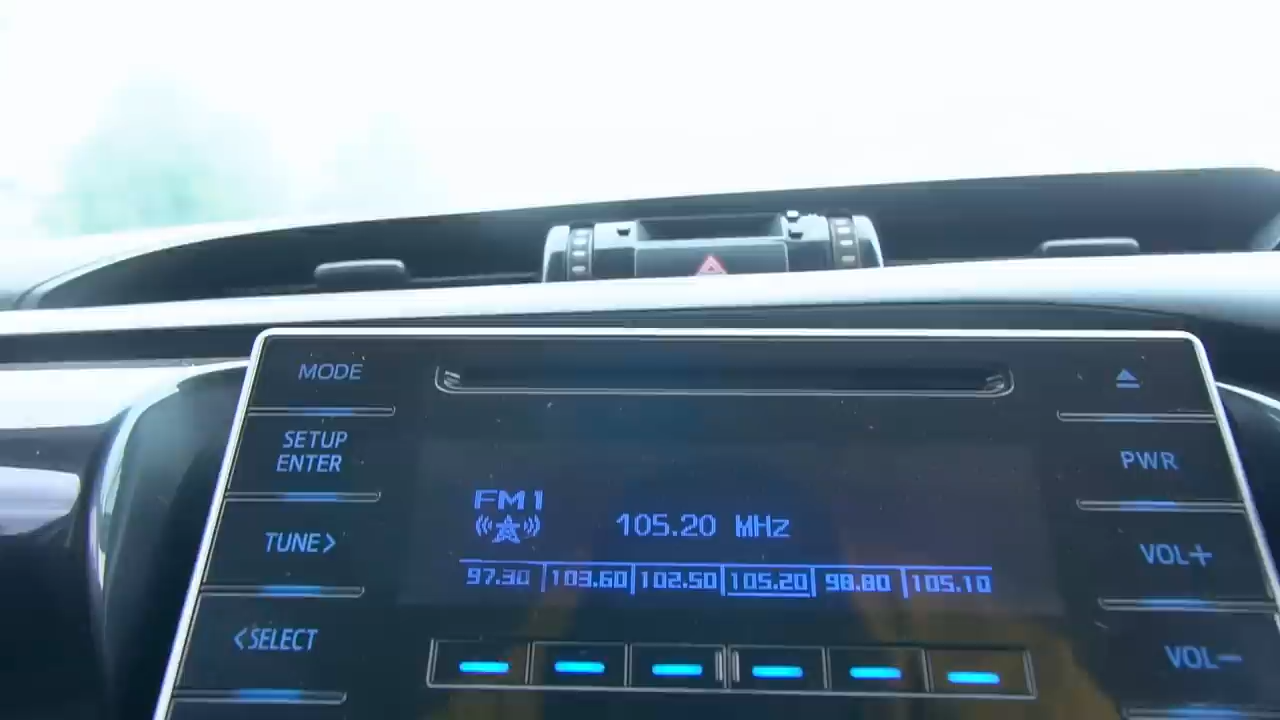 MODE
SETUP
ENTER
TUNE>
<SELECT
FM1
105.20 MHz
97.30 103.60 102.50 105.20 98.80 105.10
PWR
VOL+
VOL-